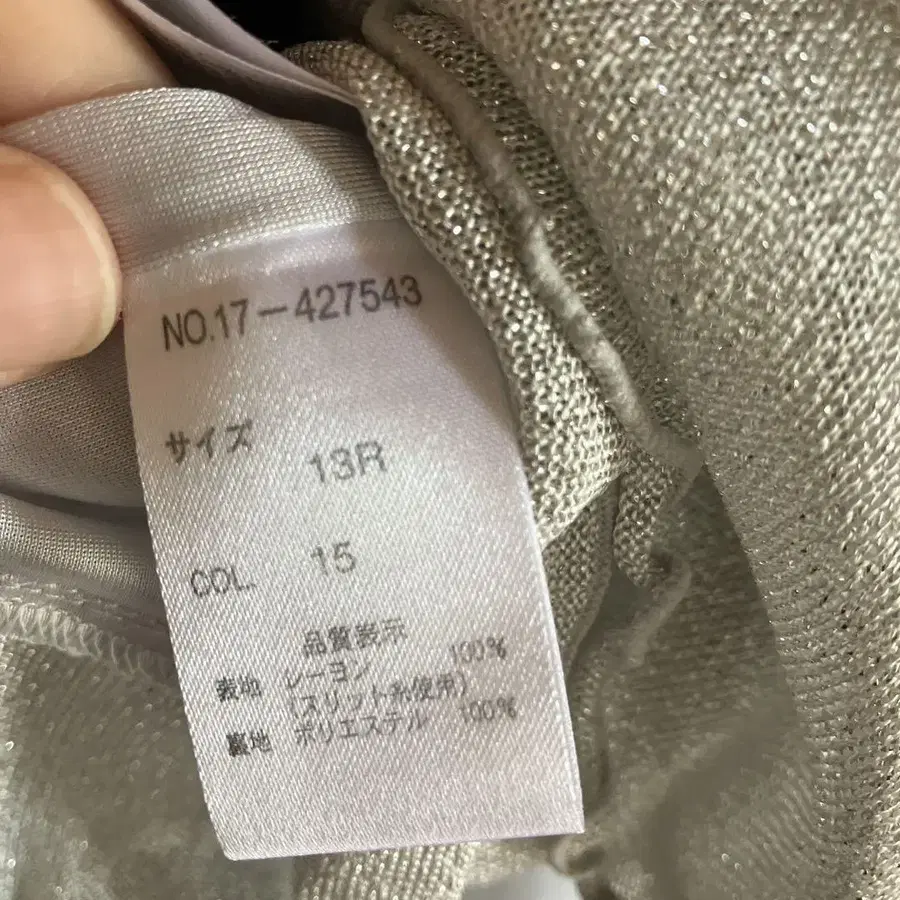 NO.17-427543
サイズ 13R
COL. 15
品質表示
表地 レーヨン 100%
(スリット糸使用)
裏地 ポリエステル 100%